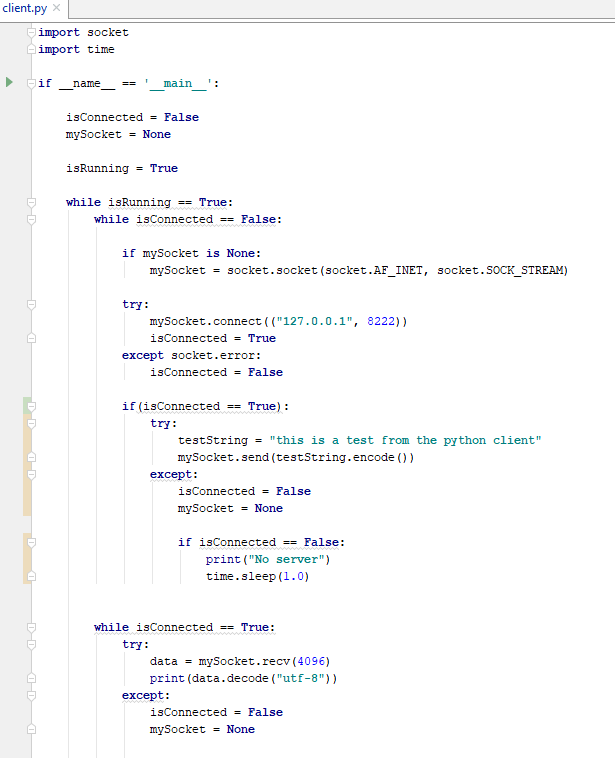 client.py
import socket
import time
if __name__ == '__main__':
isConnected = False
mySocket = None
isRunning = True
while isRunning == True:
while isConnected == False:
if mySocket is None:
mySocket = socket.socket(socket.AF_INET, socket.SOCK_STREAM)
try:
mySocket.connect(("127.0.0.1", 8222))
isConnected = True
except socket.error:
isConnected = False
if(isConnected == True):
try:
testString = "this is a test from the python client"
mySocket.send(testString.encode())
except:
isConnected = False
mySocket = None
if isConnected == False:
print("No server")
time.sleep(1.0)
while isConnected == True:
try:
data = mySocket.recv(4096)
print(data.decode("utf-8"))
except:
isConnected = False
mySocket = None